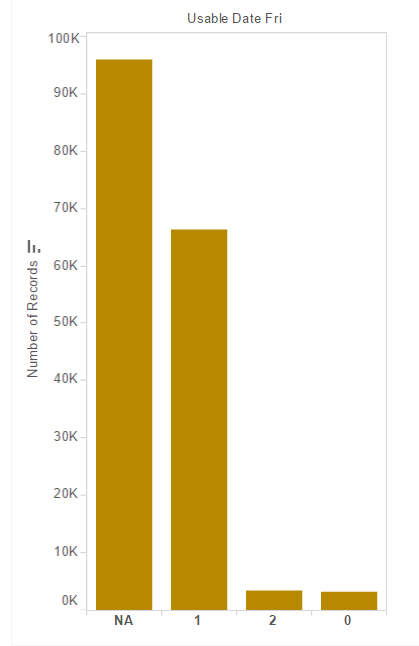 Usable Date Fri
100K
90K
80K
70K
60K
50K
40K
30K
20K
10K
0K
Number of Records
NA 1 2 0